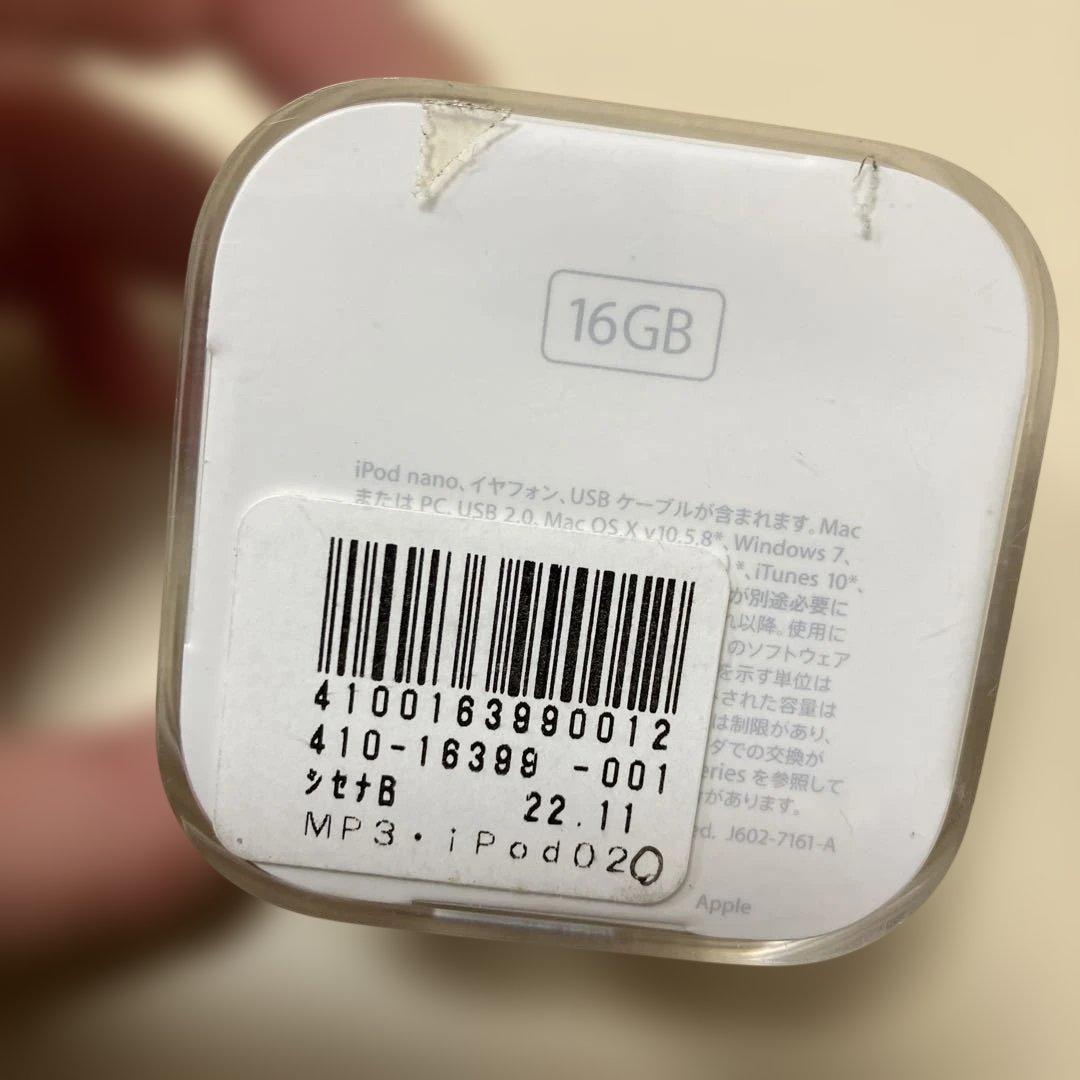 16GB
iPod nano、イヤフォン、USB ケーブルが含まれます。Mac
または PC、USB 2.0、Mac OS X v10.5.8*、Windows 7、
*、iTunes 10*、
が別途必要に
れ以降。使用に
のソフトウェア
を示す単位は
された容量は
は制限があり、
ダでの交換が
eries を参照して
があります。
ed. J602-7161-A
Apple
4100163990012
410-16399 -001
ｼｾﾅB 22.11
MP3・iPod020